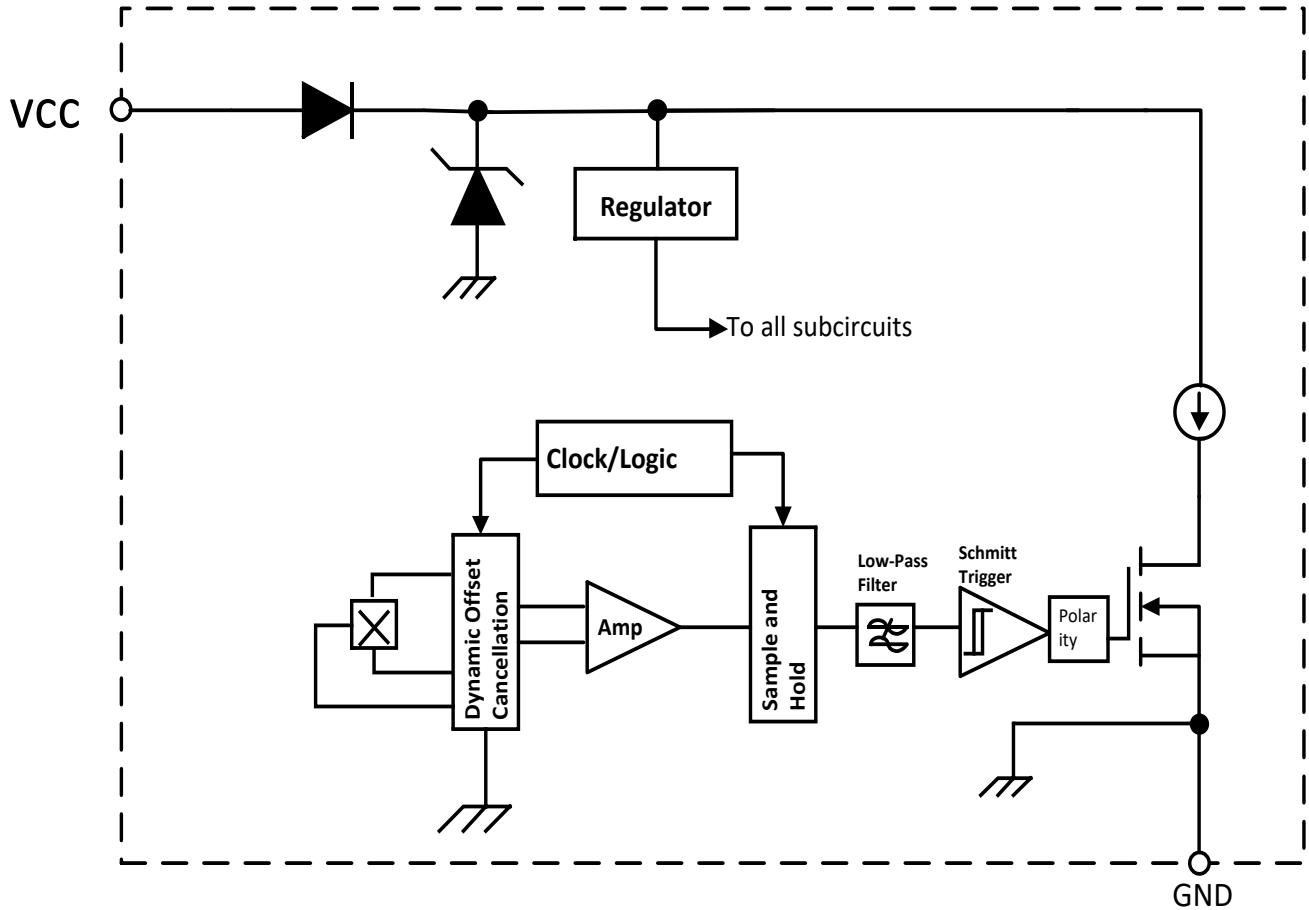 VCC
Regulator
To all subcircuits
Clock/Logic
Dynamic Offset
Cancellation
Amp
Sample and
Hold
Low-Pass
Filter
Schmitt
Trigger
Polar
ity
GND